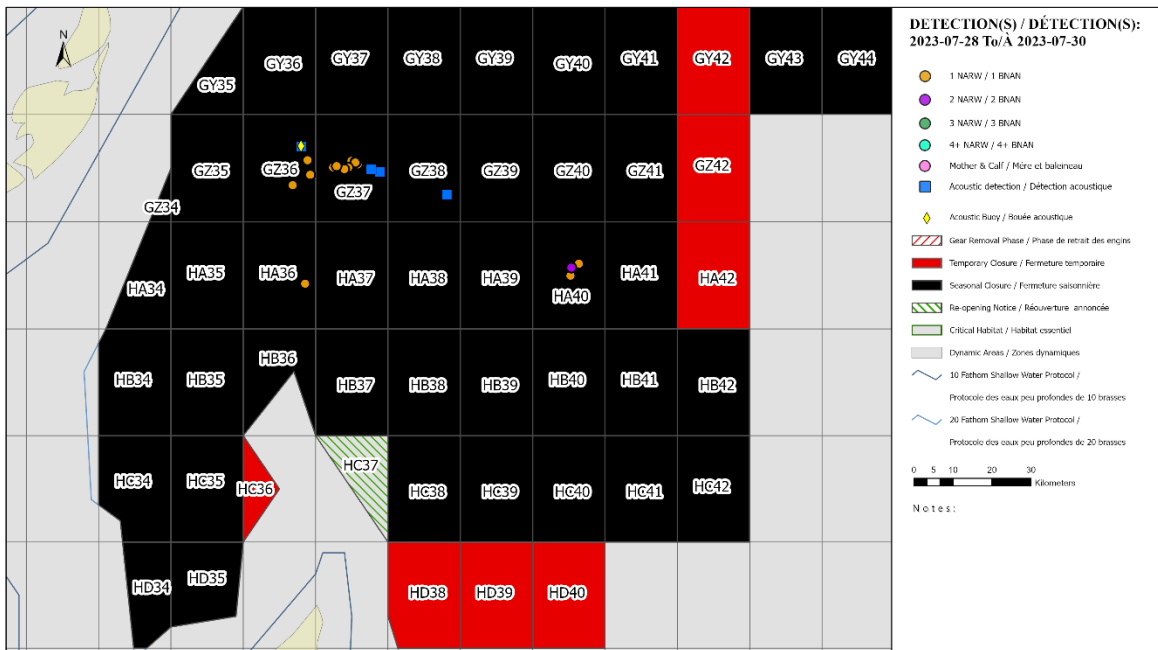 N
GY35
GY36
GY37
GY38
GY39
GY40
GY41
GY42
GY43
GY44
GZ34
GZ35
GZ36
GZ37
GZ38
GZ39
GZ40
GZ41
GZ42
HA34
HA35
HA36
HA37
HA38
HA39
HA40
HA41
HA42
HB34
HB35
HB36
HB37
HB38
HB39
HB40
HB41
HB42
HC34
HC35
HC36
HC37
HC38
HC39
HC40
HC41
HC42
HD34
HD35
HD38
HD39
HD40
DETECTION(S) / DÉTECTION(S):
2023-07-28 To/À 2023-07-30
1 NARW / 1 BNAN
2 NARW / 2 BNAN
3 NARW / 3 BNAN
4+ NARW / 4+ BNAN
Mother & Calf / Mère et baleineau
Acoustic detection / Détection acoustique
Acoustic Buoy / Bouée acoustique
Gear Removal Phase / Phase de retrait des engins
Temporary Closure / Fermeture temporaire
Seasonal Closure / Fermeture saisonnière
Re-opening Notice / Réouverture annoncée
Critical Habitat / Habitat essentiel
Dynamic Areas / Zones dynamiques
10 Fathom Shallow Water Protocol /
Protocole des eaux peu profondes de 10 brasses
20 Fathom Shallow Water Protocol /
Protocole des eaux peu profondes de 20 brasses
0 5 10 20 30
Kilometers
Notes: